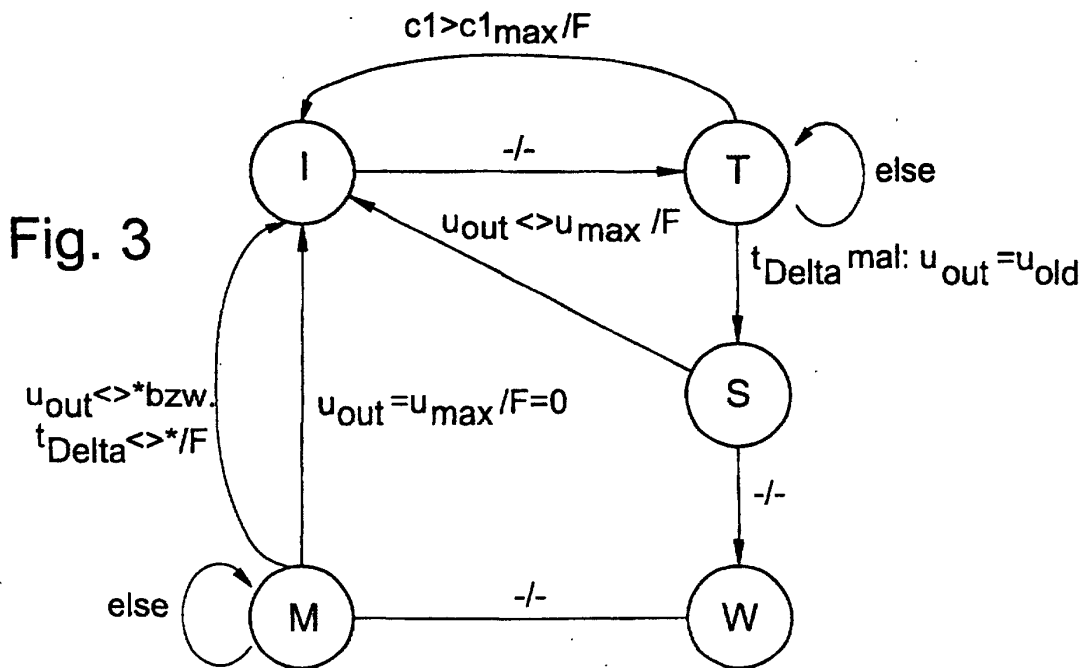 c1>c1max/F
I
-/-
T
else
Fig. 3
uout<>umax/F
tDelta mal: uout=uold
S
uout<>*bzw.
tDelta<>*/F
uout=umax/F=0
-/-
else
M
-/-
W